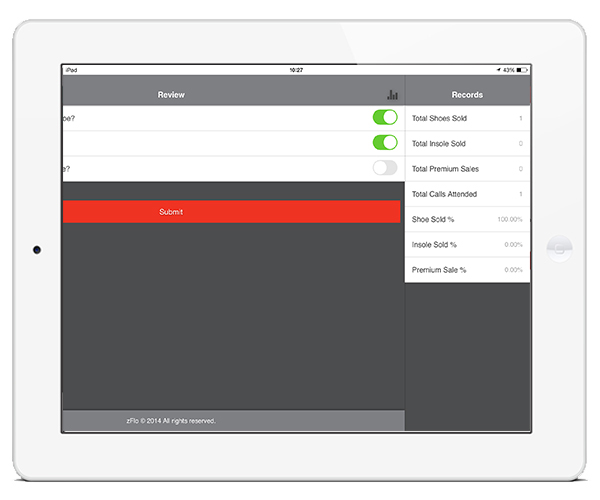 iPad 10:27 43%
Review
oe?
e?
Submit
zFlo © 2014 All rights reserved.
Records
Total Shoes Sold 1
Total Insole Sold 0
Total Premium Sales 0
Total Calls Attended 1
Shoe Sold % 100.00%
Insole Sold % 0.00%
Premium Sale % 0.00%